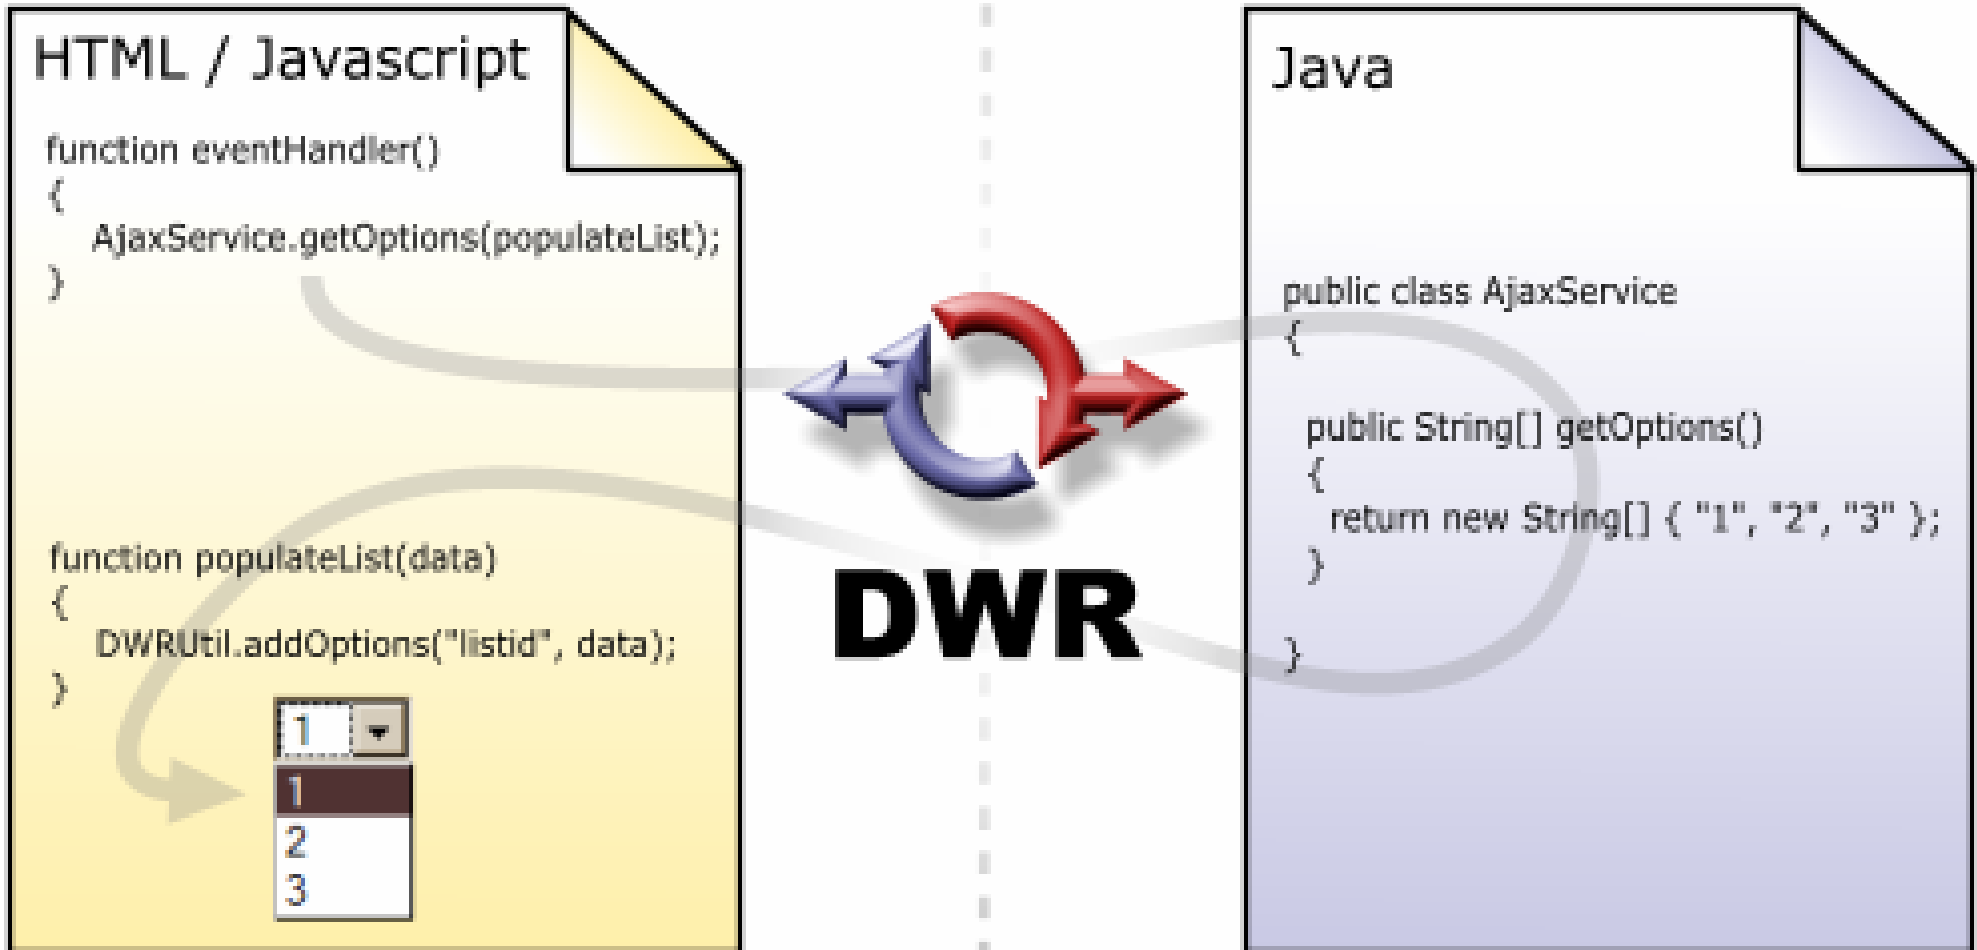 HTML / Javascript
function eventHandler()
{
AjaxService.getOptions(populateList);
}
function populateList(data)
{
DWRUtil.addOptions("listid", data);
}
1
1
2
3
DWR
Java
public class AjaxService
{
public String[] getOptions()
{
return new String[] { "1", "2", "3" };
}
}